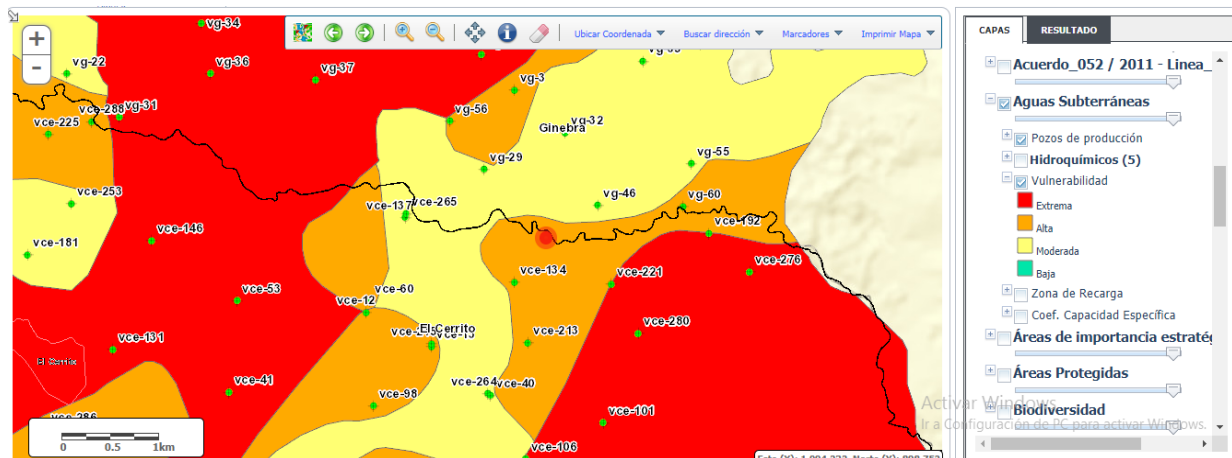 Ubicar Coordenada
Buscar dirección
Marcadores
Imprimir Mapa
+
-
vg-34
vg-22
vg-36
vg-37
vg-3
vg-56
vg-32
Ginebra
vce-288
vg-31
vce-225
vg-29
vg-55
vce-253
vce-137
vce-265
vg-46
vg-60
vce-146
vce-192
vce-181
vce-134
vce-221
vce-276
vce-53
vce-12
vce-60
El Cerrito
vce-213
vce-280
vce-131
El Cerrito
vce-41
vce-98
vce-264
vce-40
vce-286
vce-101
vce-106
0 0.5 1km
CAPAS
RESULTADO
Acuerdo_052 / 2011 - Linea_
Aguas Subterráneas
Pozos de producción
Hidroquímicos (5)
Vulnerabilidad
Extrema
Alta
Moderada
Baja
Zona de Recarga
Coef. Capacidad Específica
Áreas de importancia estratég
Áreas Protegidas
Biodiversidad
Activar Windows
Ir a Configuración de PC para activar Windows.